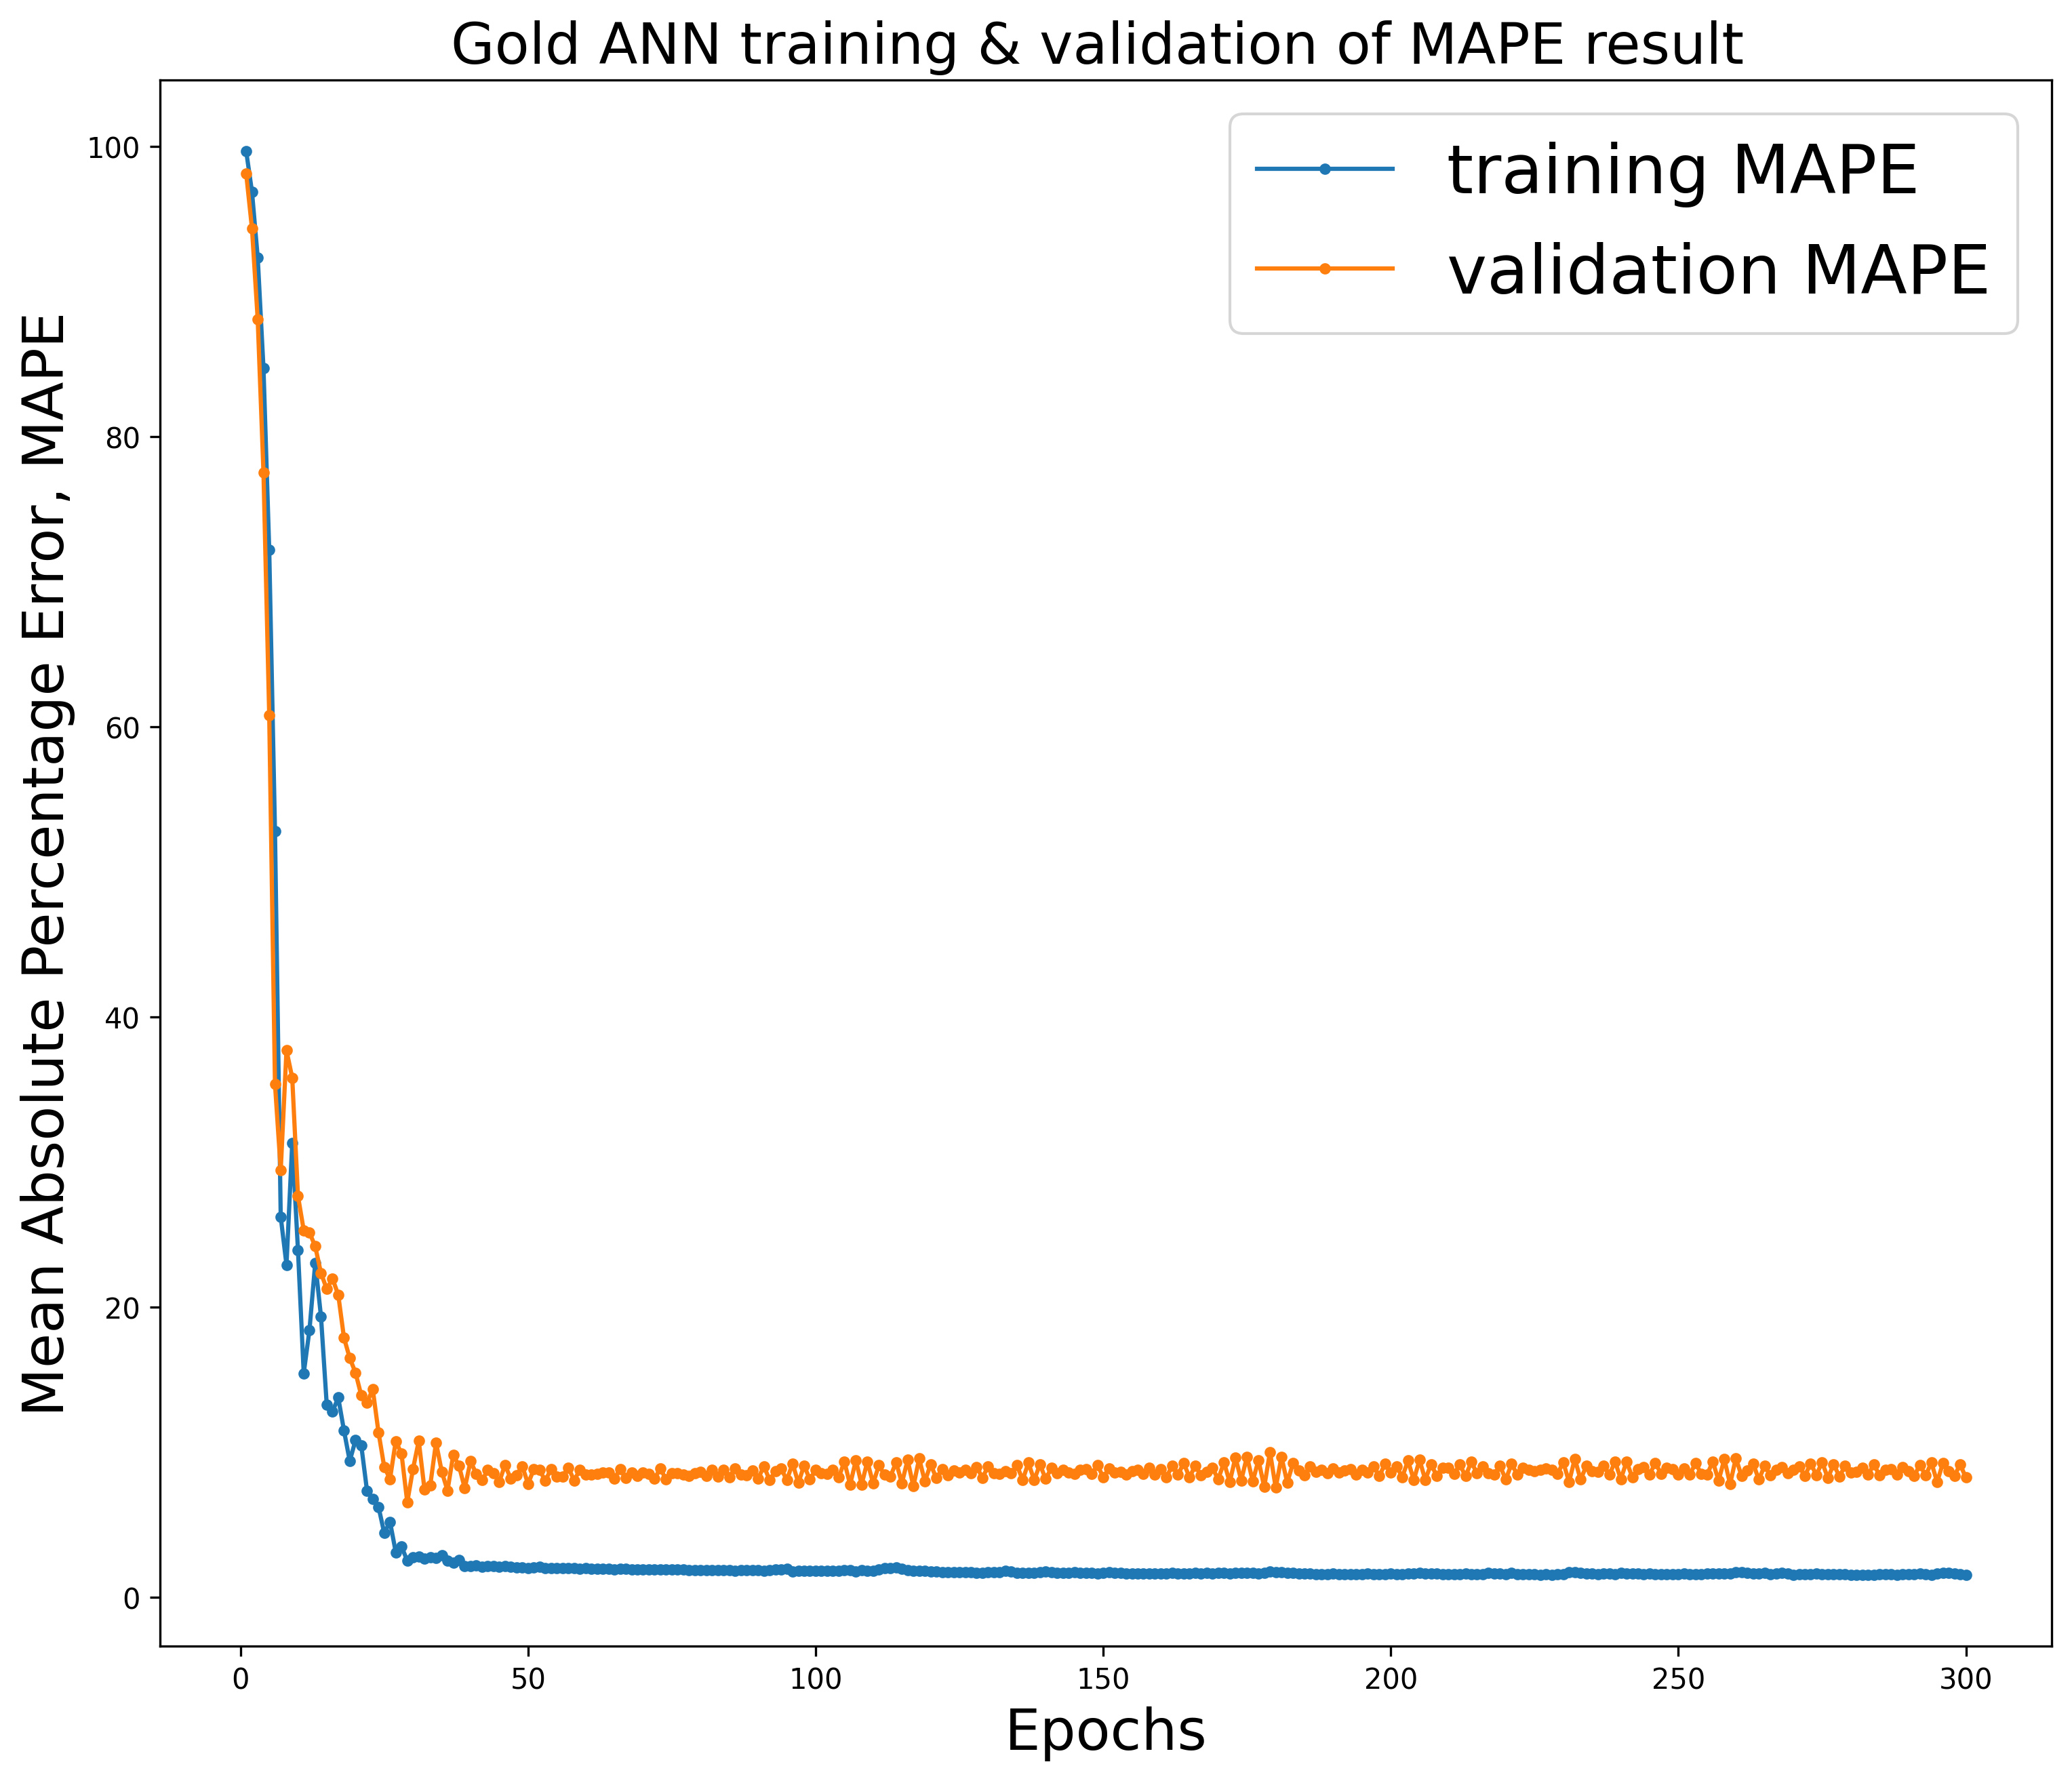 Gold ANN training & validation of MAPE result
training MAPE
validation MAPE
Mean Absolute Percentage Error, MAPE
100
80
60
40
20
0
0 50 100 150 200 250 300
Epochs